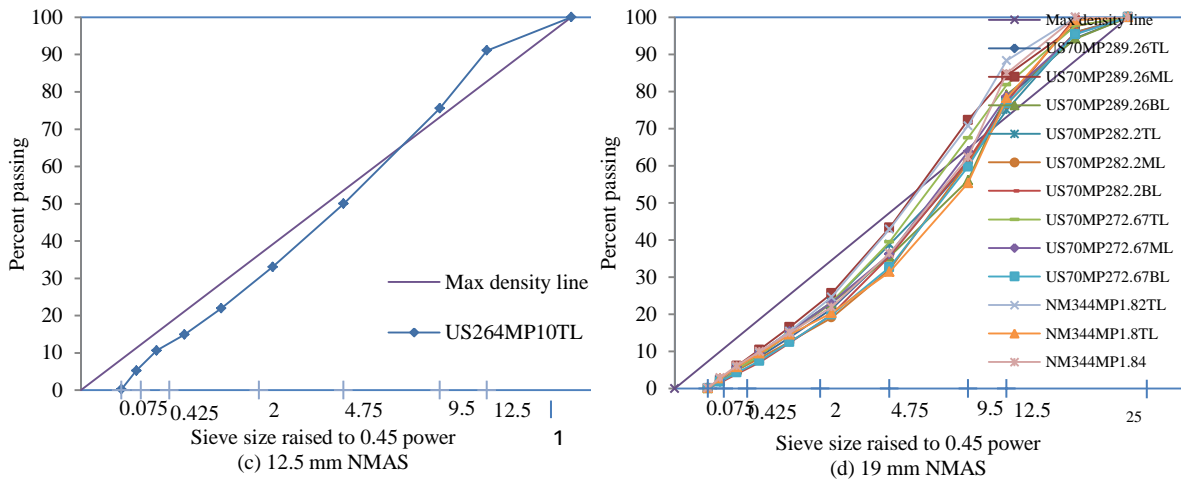 100
90
80
70
60
50
40
30
20
10
0
Percent passing
Max density line
US264MP10TL
0.075
0.425
2
4.75
9.5
12.5
1
Sieve size raised to 0.45 power
(c) 12.5 mm NMAS
100
90
80
70
60
50
40
30
20
10
0
Percent passing
Max density line
US70MP289.26TL
US70MP289.26ML
US70MP289.26BL
US70MP282.2TL
US70MP282.2ML
US70MP282.2BL
US70MP272.67TL
US70MP272.67ML
US70MP272.67BL
NM344MP1.82TL
NM344MP1.8TL
NM344MP1.84
0.075
0.425
2
4.75
9.5
12.5
25
Sieve size raised to 0.45 power
(d) 19 mm NMAS